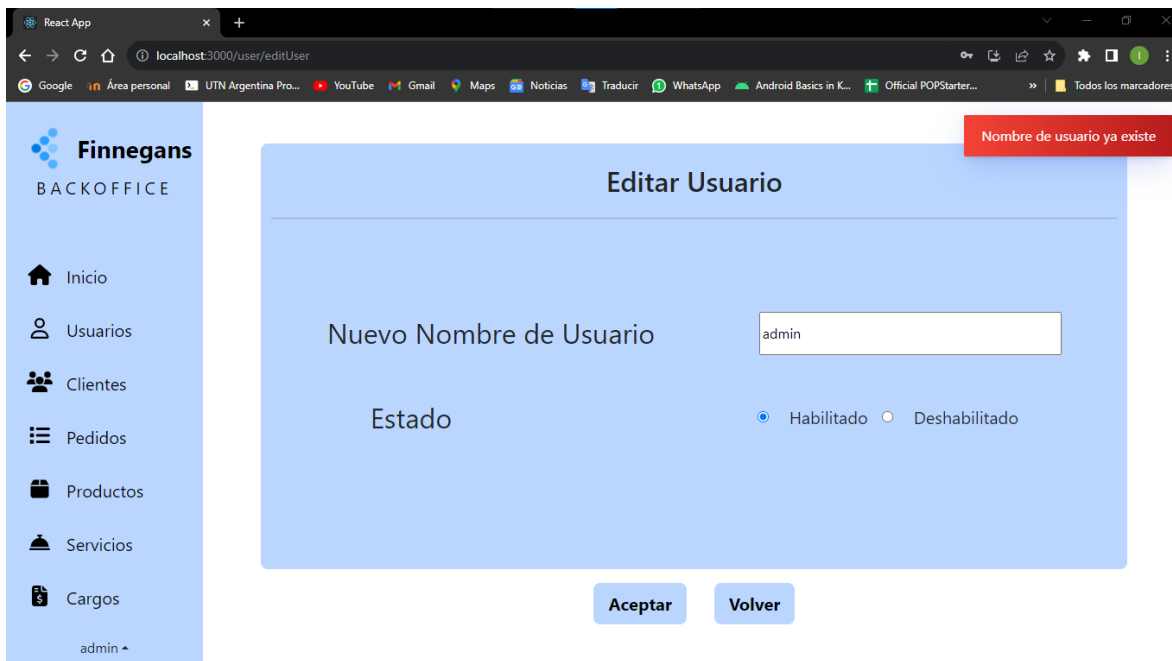 React App
localhost:3000/user/editUser
Google Área personal UTN Argentina Pro... YouTube Gmail Maps Noticias Traducir WhatsApp Android Basics in K... Official POPStarter... » Todos los marcadores
Nombre de usuario ya existe
Finnegans
BACKOFFICE
Editar Usuario
Inicio
Usuarios
Clientes
Pedidos
Productos
Servicios
Cargos
admin
Nuevo Nombre de Usuario admin
Estado Habilitado Deshabilitado
Aceptar Volver